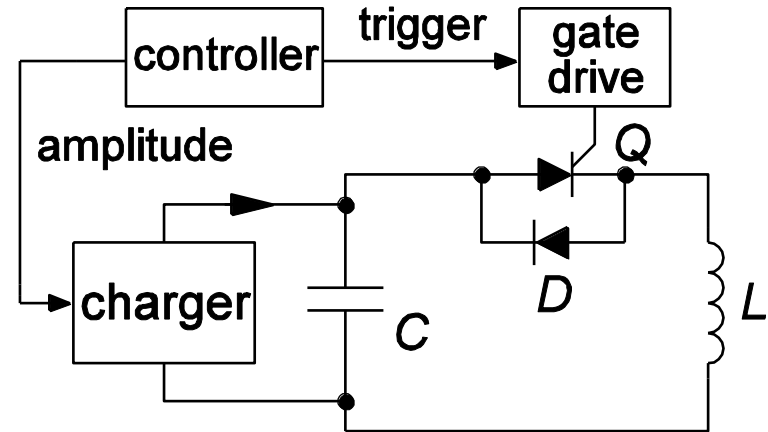 trigger
controller
gate
drive
amplitude
Q
charger
D
L
C